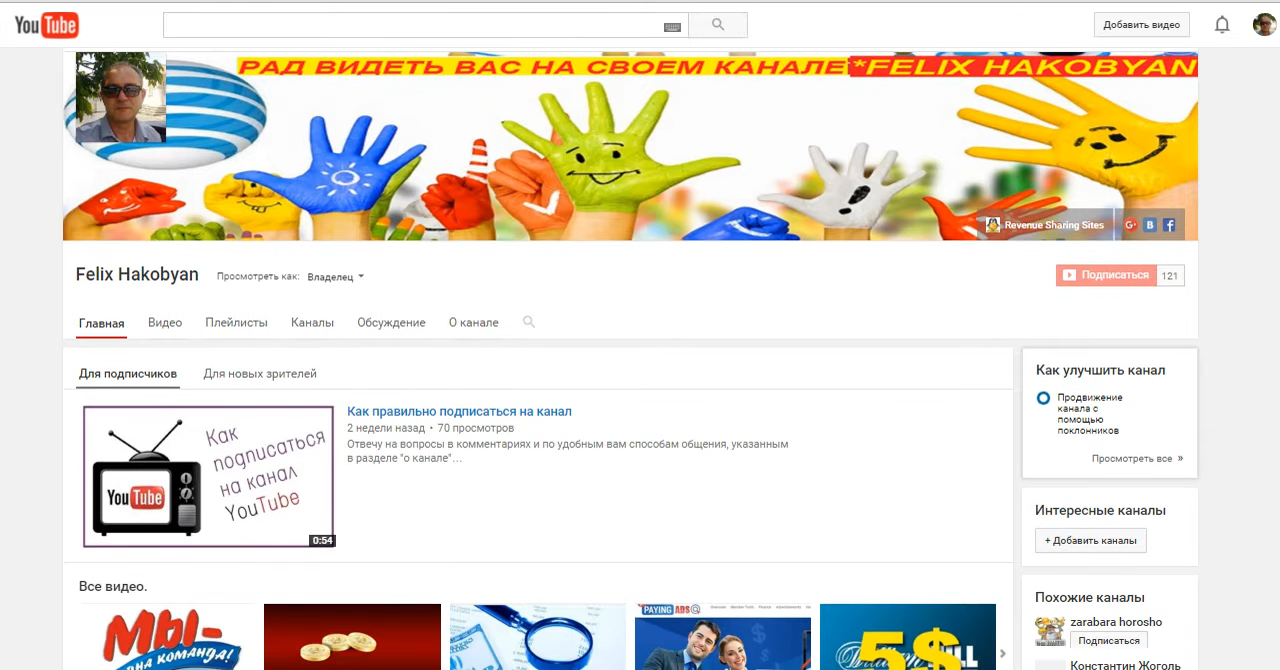 YouTube
Добавить видео
РАД ВИДЕТЬ ВАС НА СВОЕМ КАНАЛЕ *FELIX HAKOBYAN
Revenue Sharing Sites
Felix Hakobyan
Просмотреть как: Владелец
Подписаться 121
Главная Видео Плейлисты Каналы Обсуждение О канале
Для подписчиков Для новых зрителей
Как подписаться на канал YouTube
YouTube
0:54
Как правильно подписаться на канал
2 недели назад • 70 просмотров
Отвечу на вопросы в комментариях и по удобным вам способам общения, указанным
в разделе "о канале"...
Все видео.
МЫ-
КОМАНДА!
PAYING ADS
5$
Как улучшить канал
Продвижение
канала с
помощью
поклонников
Просмотреть все »
Интересные каналы
+ Добавить каналы
Похожие каналы
zarabara horosho
Подписаться
Константин Жоголь